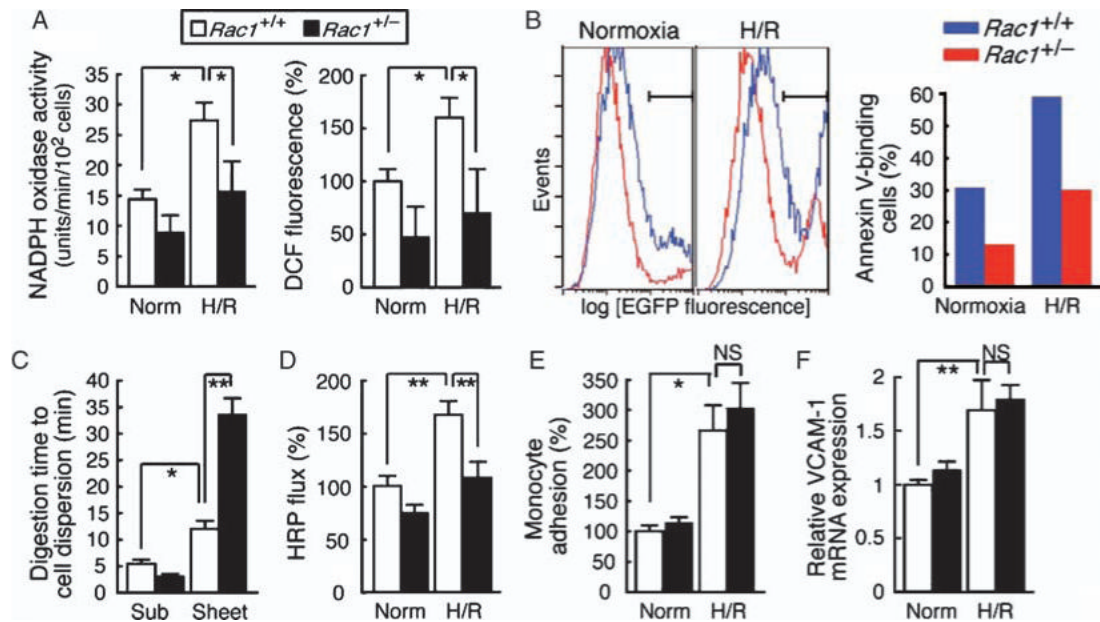 A
Rac1+/+ Rac1+/−
NADPH oxidase activity
(units/min/10² cells)
35
30
25
20
15
10
5
0
* *
Norm H/R
DCF fluorescence (%)
200
150
100
50
0
* *
Norm H/R
B
Normoxia H/R
Events
log [EGFP fluorescence]
Rac1+/+
Rac1+/−
Annexin V-binding
cells (%)
60
50
40
30
20
10
0
Normoxia H/R
C
Digestion time to
cell dispersion (min)
40
35
30
25
20
15
10
5
0
**
*
Sub Sheet
D
HRP flux (%)
200
150
100
50
0
** **
Norm H/R
E
Monocyte
adhesion (%)
350
300
250
200
150
100
50
0
NS
*
Norm H/R
F
Relative VCAM-1
mRNA expression
2
1.5
1
0.5
0
NS
**
Norm H/R